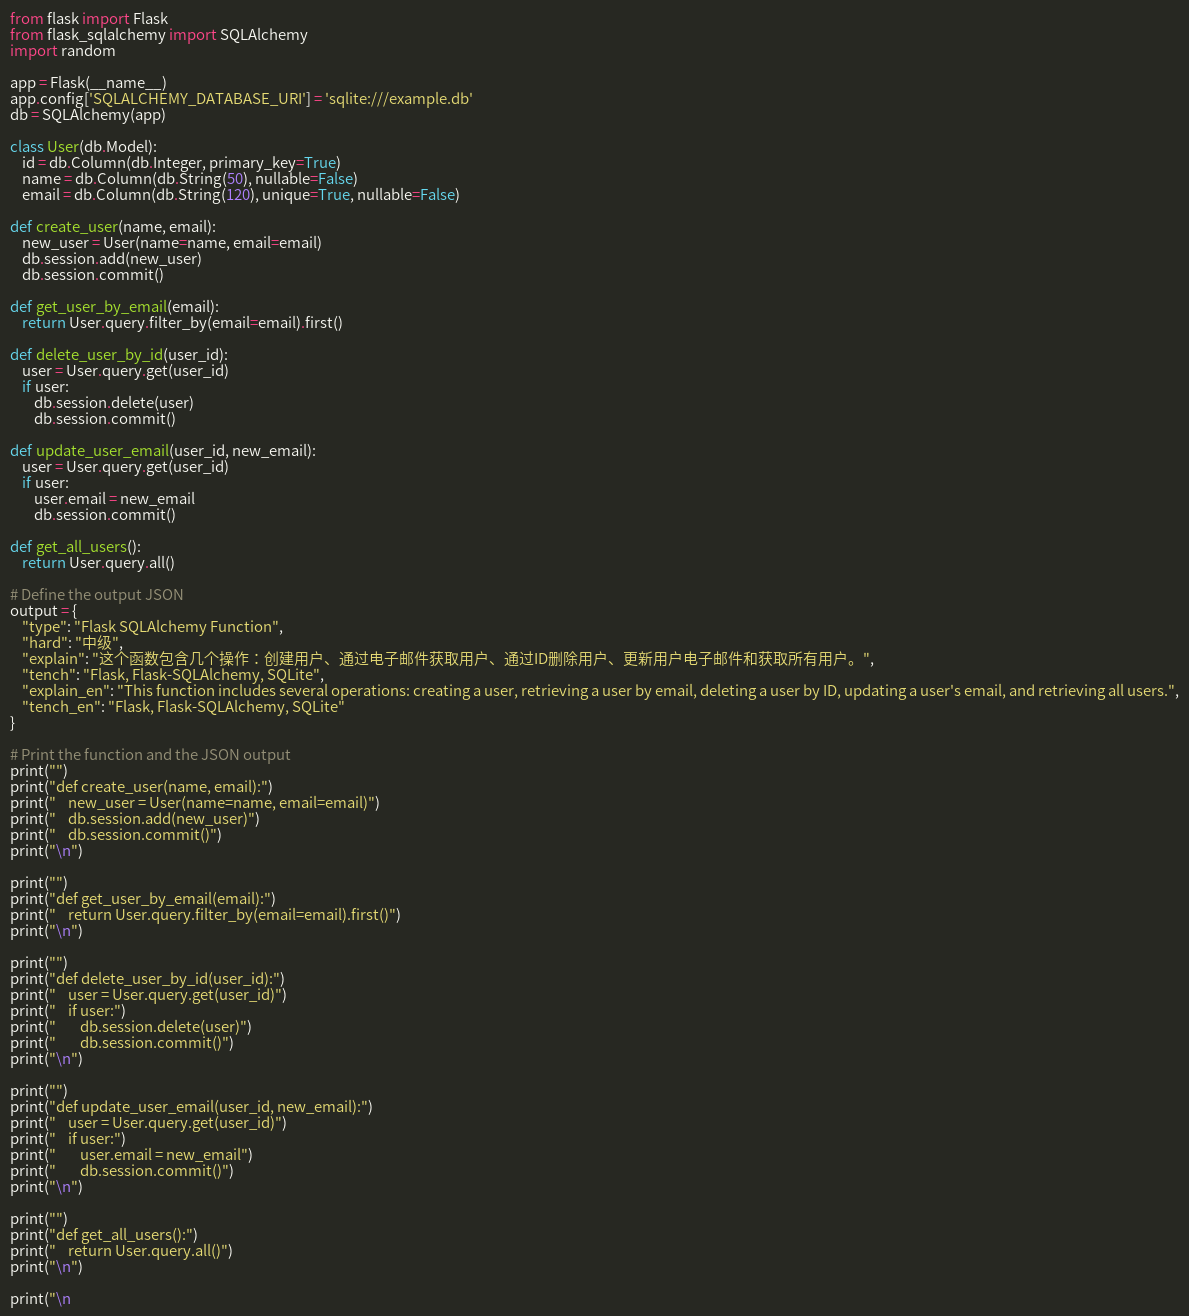 from flask import Flask
from flask_sqlalchemy import SQLAlchemy
import random

app = Flask(__name__)
app.config['SQLALCHEMY_DATABASE_URI'] = 'sqlite:///example.db'
db = SQLAlchemy(app)

class User(db.Model):
    id = db.Column(db.Integer, primary_key=True)
    name = db.Column(db.String(50), nullable=False)
    email = db.Column(db.String(120), unique=True, nullable=False)

def create_user(name, email):
    new_user = User(name=name, email=email)
    db.session.add(new_user)
    db.session.commit()

def get_user_by_email(email):
    return User.query.filter_by(email=email).first()

def delete_user_by_id(user_id):
    user = User.query.get(user_id)
    if user:
        db.session.delete(user)
        db.session.commit()

def update_user_email(user_id, new_email):
    user = User.query.get(user_id)
    if user:
        user.email = new_email
        db.session.commit()

def get_all_users():
    return User.query.all()

# Define the output JSON
output = {
    "type": "Flask SQLAlchemy Function",
    "hard": "中级",
    "explain": "这个函数包含几个操作：创建用户、通过电子邮件获取用户、通过ID删除用户、更新用户电子邮件和获取所有用户。",
    "tench": "Flask, Flask-SQLAlchemy, SQLite",
    "explain_en": "This function includes several operations: creating a user, retrieving a user by email, deleting a user by ID, updating a user's email, and retrieving all users.",
    "tench_en": "Flask, Flask-SQLAlchemy, SQLite"
}

# Print the function and the JSON output
print("")
print("def create_user(name, email):")
print("    new_user = User(name=name, email=email)")
print("    db.session.add(new_user)")
print("    db.session.commit()")
print("\n")

print("")
print("def get_user_by_email(email):")
print("    return User.query.filter_by(email=email).first()")
print("\n")

print("")
print("def delete_user_by_id(user_id):")
print("    user = User.query.get(user_id)")
print("    if user:")
print("        db.session.delete(user)")
print("        db.session.commit()")
print("\n")

print("")
print("def update_user_email(user_id, new_email):")
print("    user = User.query.get(user_id)")
print("    if user:")
print("        user.email = new_email")
print("        db.session.commit()")
print("\n")

print("")
print("def get_all_users():")
print("    return User.query.all()")
print("\n")

print("\n